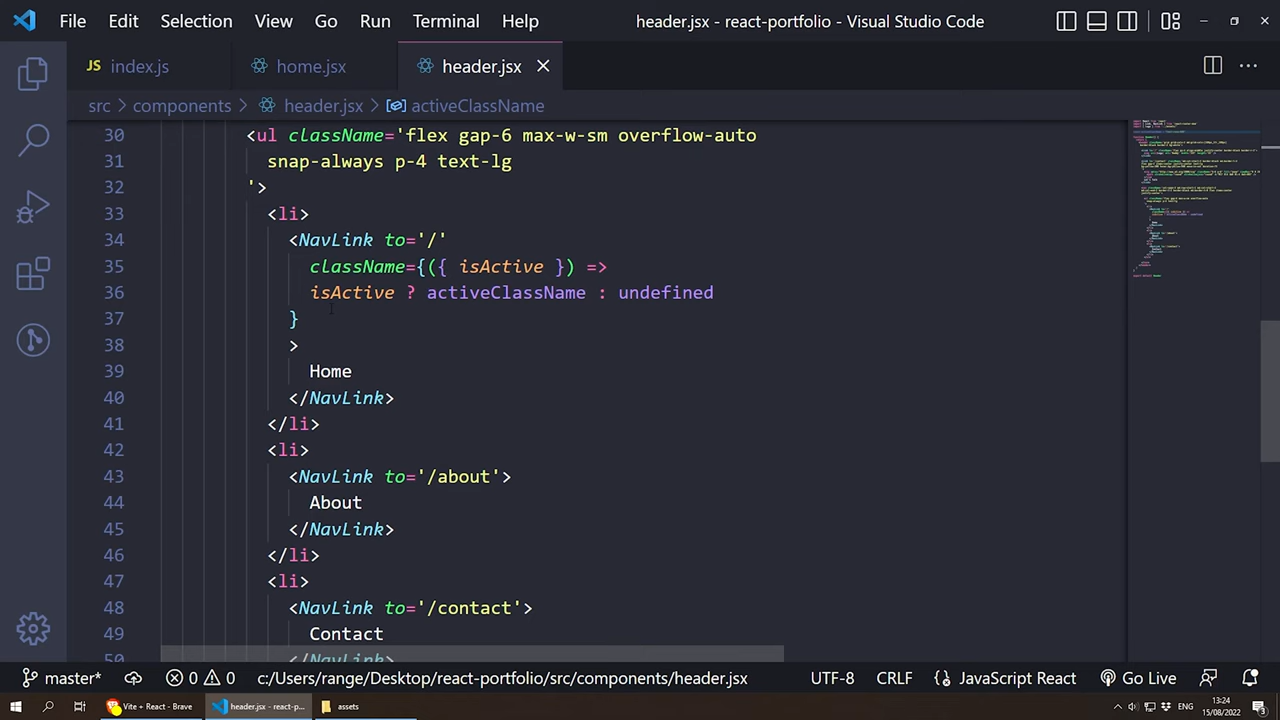 File Edit Selection View Go Run Terminal Help header.jsx - react-portfolio - Visual Studio Code
JS index.js home.jsx header.jsx
src > components > header.jsx > activeClassName
30 <ul className='flex gap-6 max-w-sm overflow-auto
31 snap-always p-4 text-lg
32 '>
33 <li>
34 <NavLink to='/'
35 className={({ isActive }) =>
36 isActive ? activeClassName : undefined
37 }
38 >
39 Home
40 </NavLink>
41 </li>
42 <li>
43 <NavLink to='/about'>
44 About
45 </NavLink>
46 </li>
47 <li>
48 <NavLink to='/contact'>
49 Contact
50 </NavLink>
master* 0 0 c:/Users/range/Desktop/react-portfolio/src/components/header.jsx UTF-8 CRLF {} JavaScript React Go Live
Vite + React - Brave header.jsx - react-p... assets ENG 13:24
15/08/2022 3